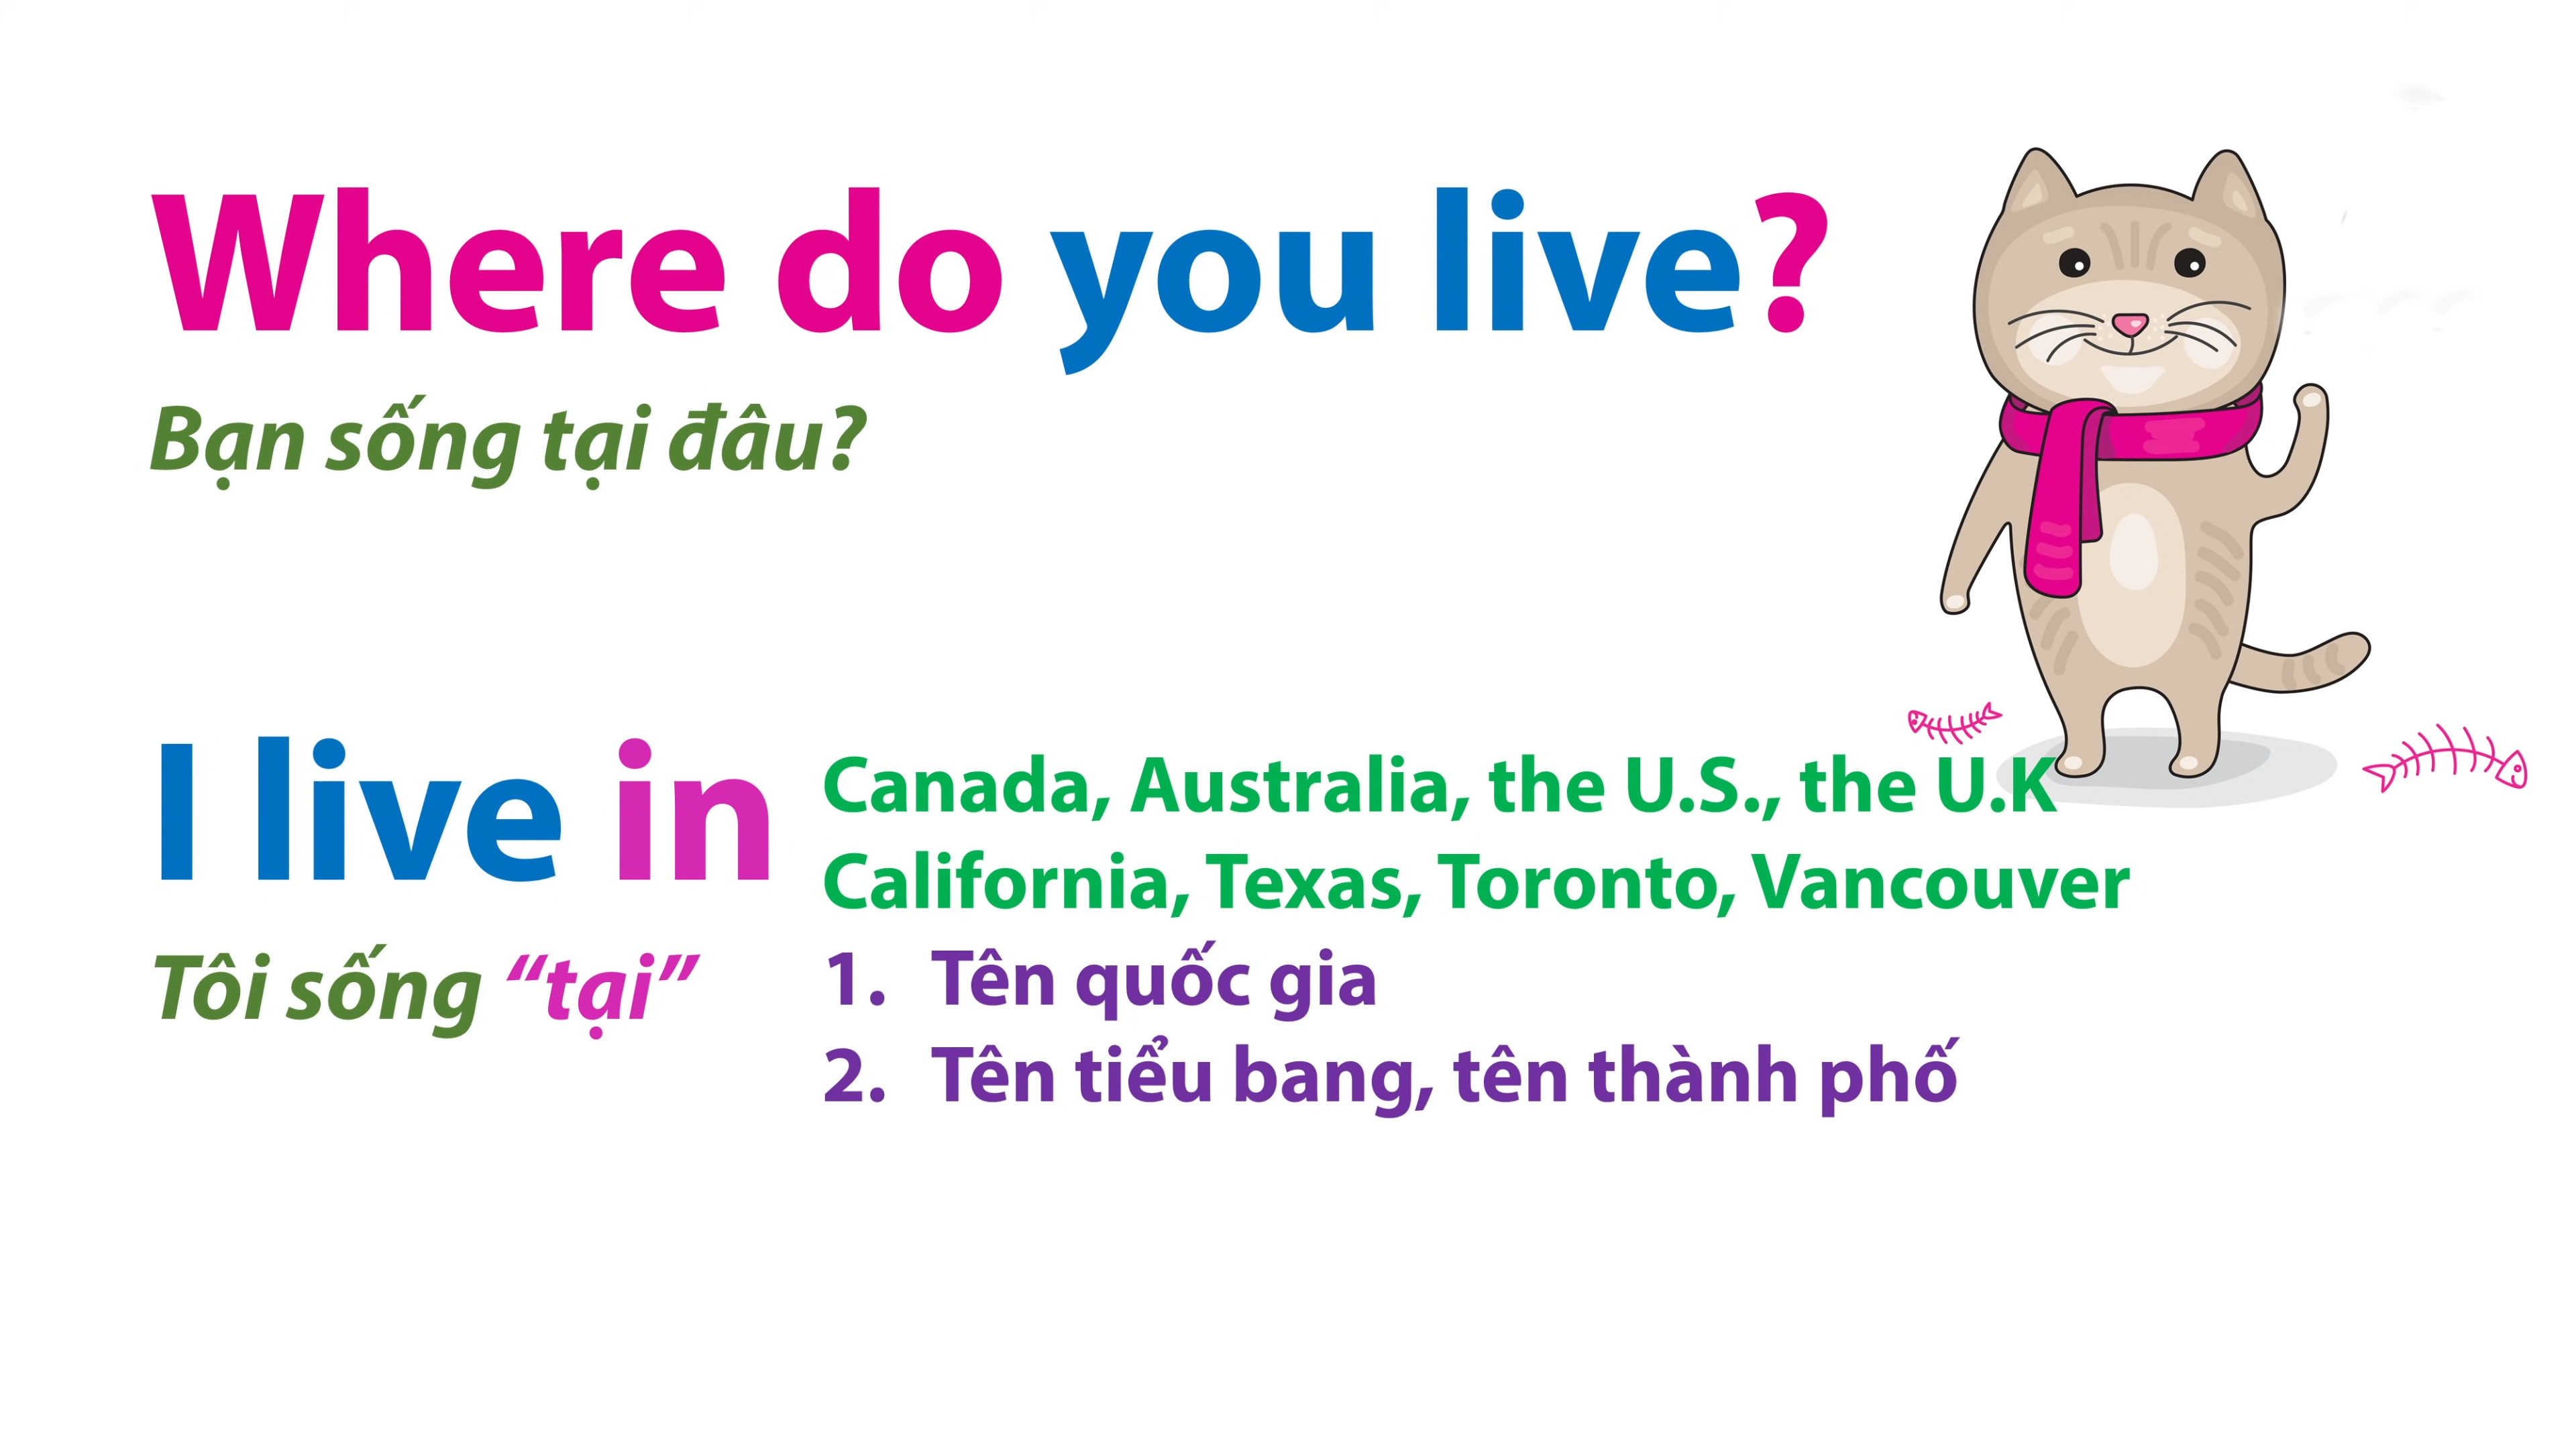 Where do you live?
Bạn sống tại đâu?
I live in
Canada, Australia, the U.S., the U.K
California, Texas, Toronto, Vancouver
Tôi sống “tại”
1. Tên quốc gia
2. Tên tiểu bang, tên thành phố